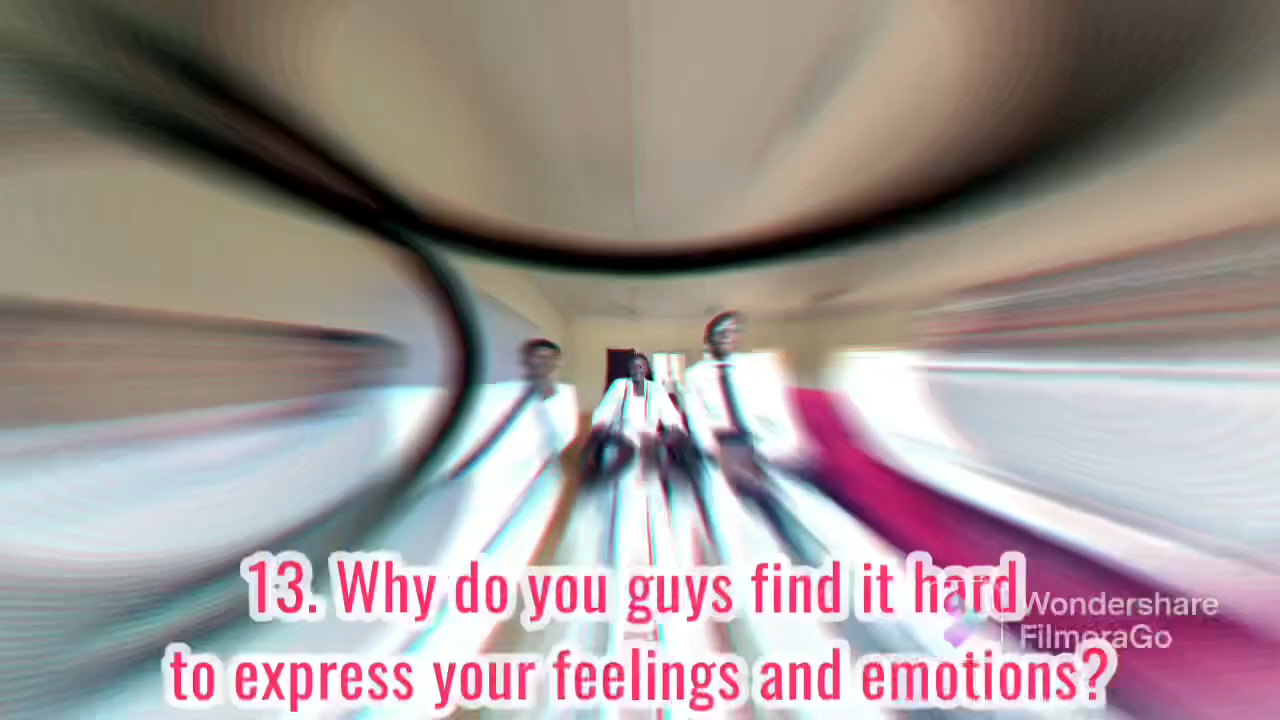 13. Why do you guys find it hard
to express your feelings and emotions?
Wondershare
FilmoraGo